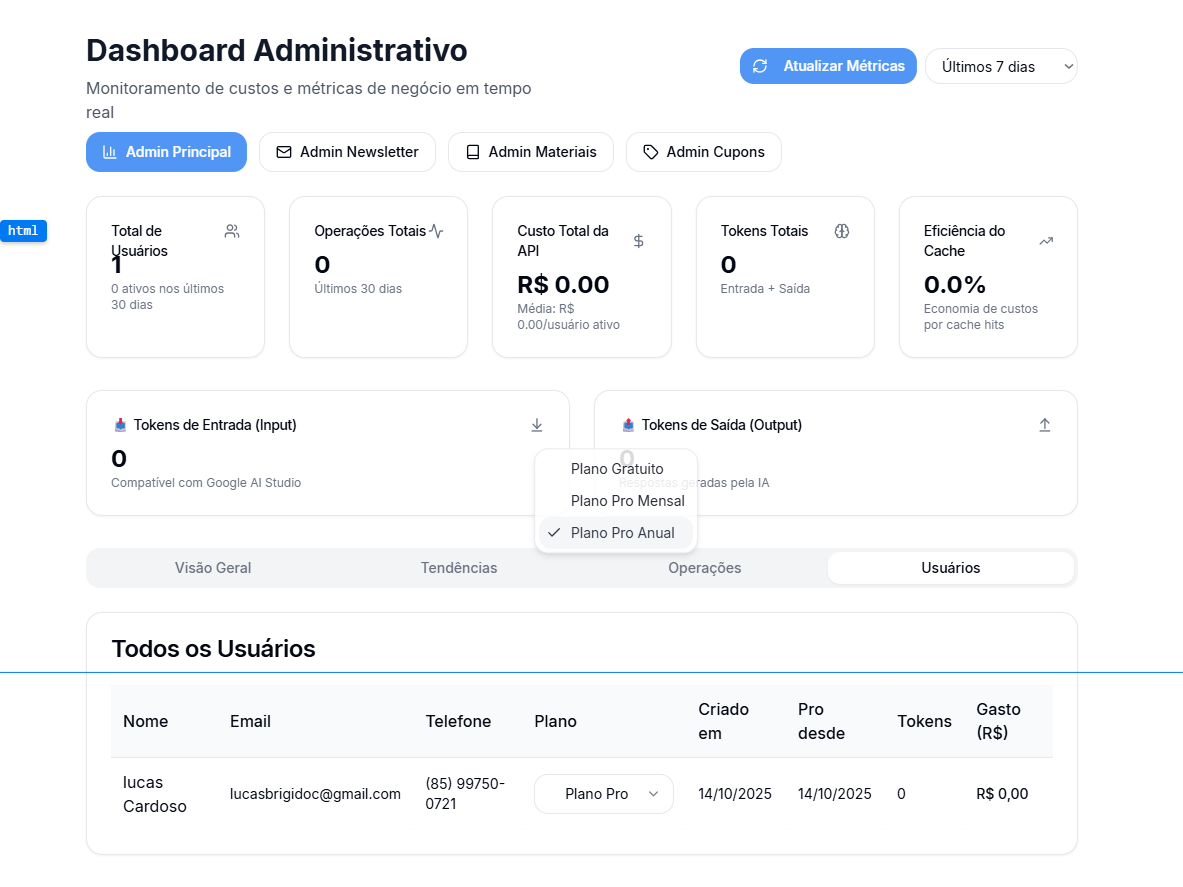 Dashboard Administrativo
Monitoramento de custos e métricas de negócio em tempo
real
Atualizar Métricas
Últimos 7 dias
Admin Principal
Admin Newsletter
Admin Materiais
Admin Cupons
html
Total de
Usuários
1
0 ativos nos últimos
30 dias
Operações Totais
0
Últimos 30 dias
Custo Total da
API
R$ 0.00
Média: R$
0.00/usuário ativo
Tokens Totais
0
Entrada + Saída
Eficiência do
Cache
0.0%
Economia de custos
por cache hits
Tokens de Entrada (Input)
0
Compatível com Google AI Studio
Tokens de Saída (Output)
0
Respostas geradas pela IA
Plano Gratuito
Plano Pro Mensal
Plano Pro Anual
Visão Geral
Tendências
Operações
Usuários
Todos os Usuários
Nome
Email
Telefone
Plano
Criado
em
Pro
desde
Tokens
Gasto
(R$)
lucas
Cardoso
lucasbrigidoc@gmail.com
(85) 99750-
0721
Plano Pro
14/10/2025
14/10/2025
0
R$ 0,00